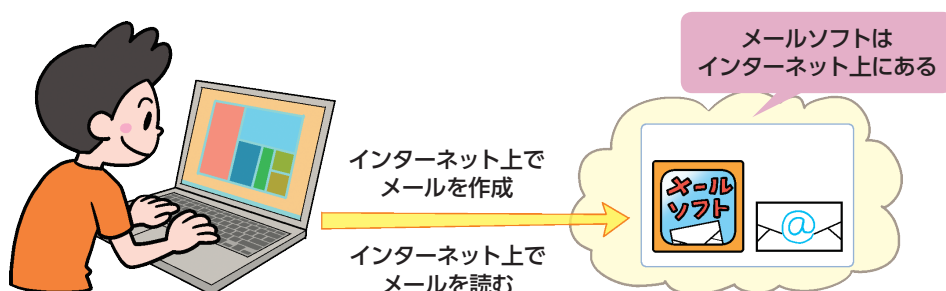 メールソフトは
インターネット上にある
インターネット上で
メールを作成
メール
ソフト
@
インターネット上で
メールを読む